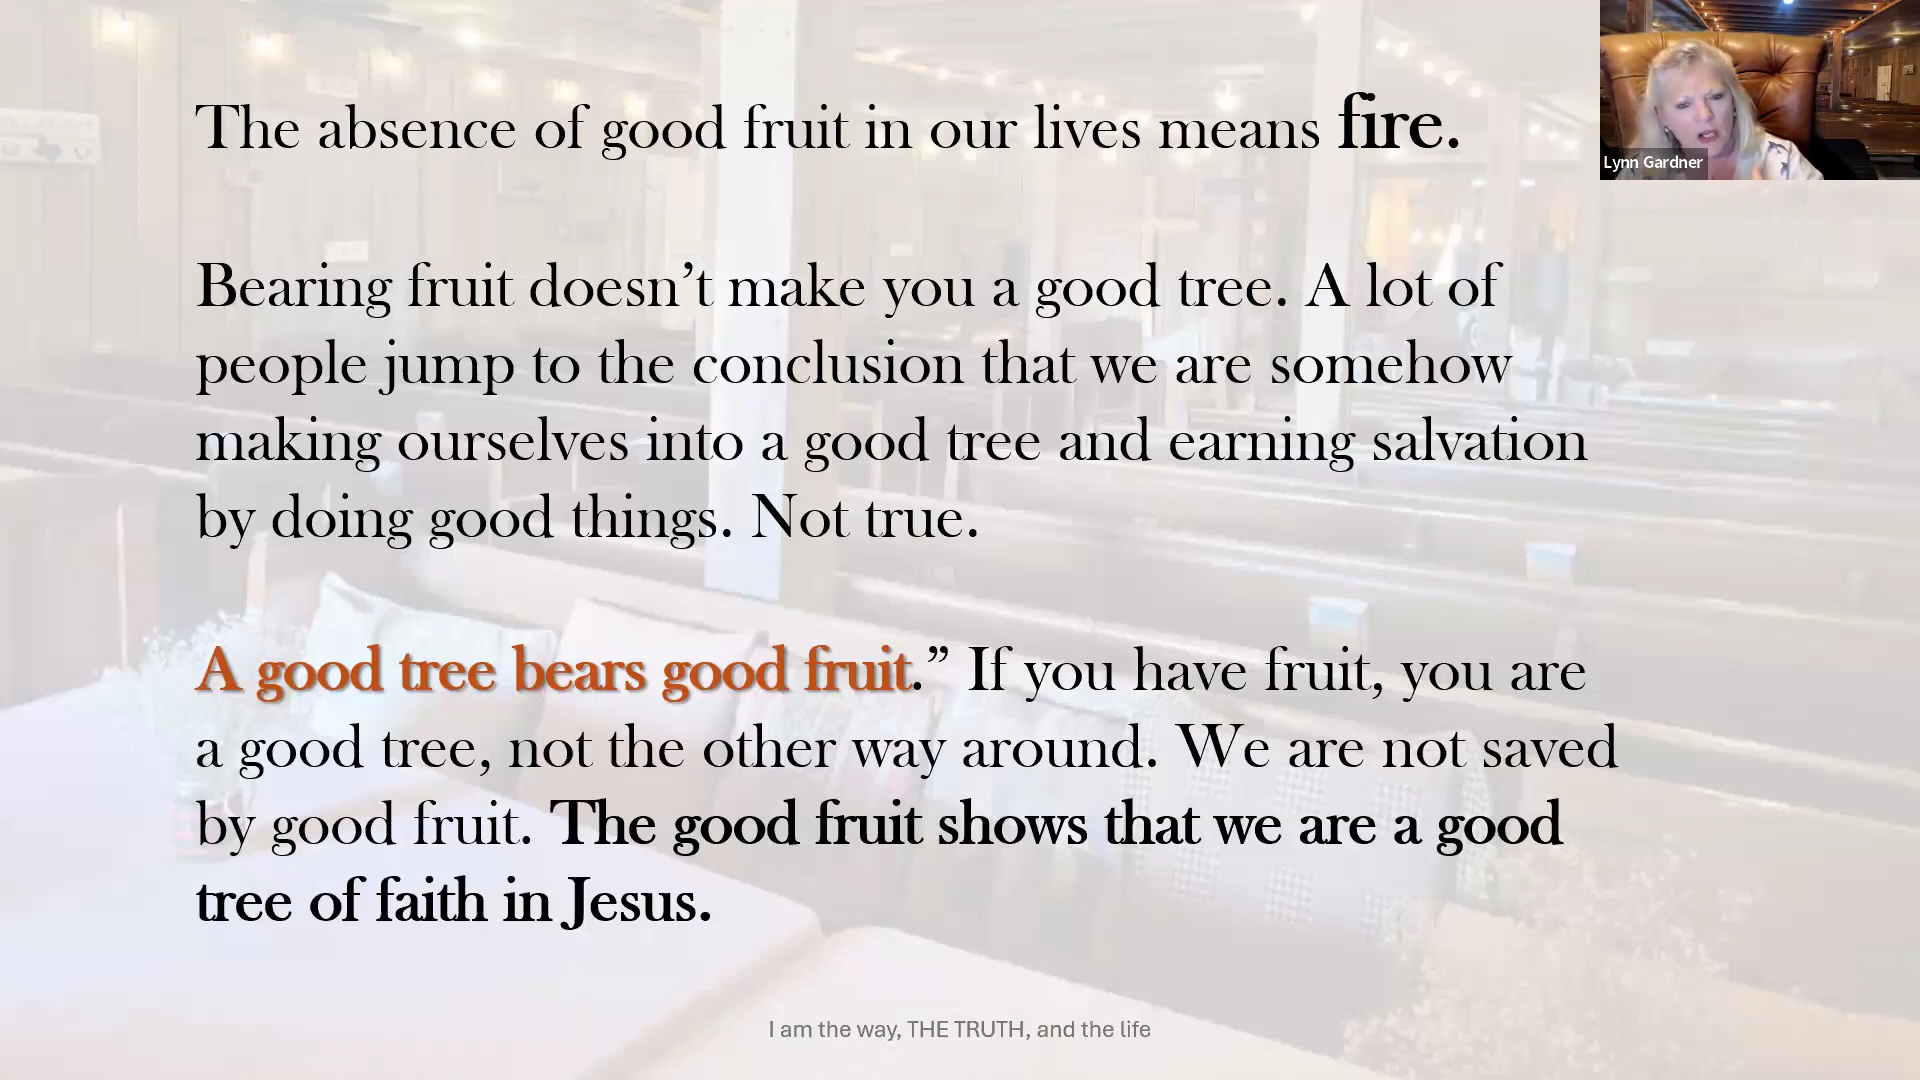 The absence of good fruit in our lives means fire.
Lynn Gardner
Bearing fruit doesn’t make you a good tree. A lot of
people jump to the conclusion that we are somehow
making ourselves into a good tree and earning salvation
by doing good things. Not true.
A good tree bears good fruit.” If you have fruit, you are
a good tree, not the other way around. We are not saved
by good fruit. The good fruit shows that we are a good
tree of faith in Jesus.
I am the way, THE TRUTH, and the life